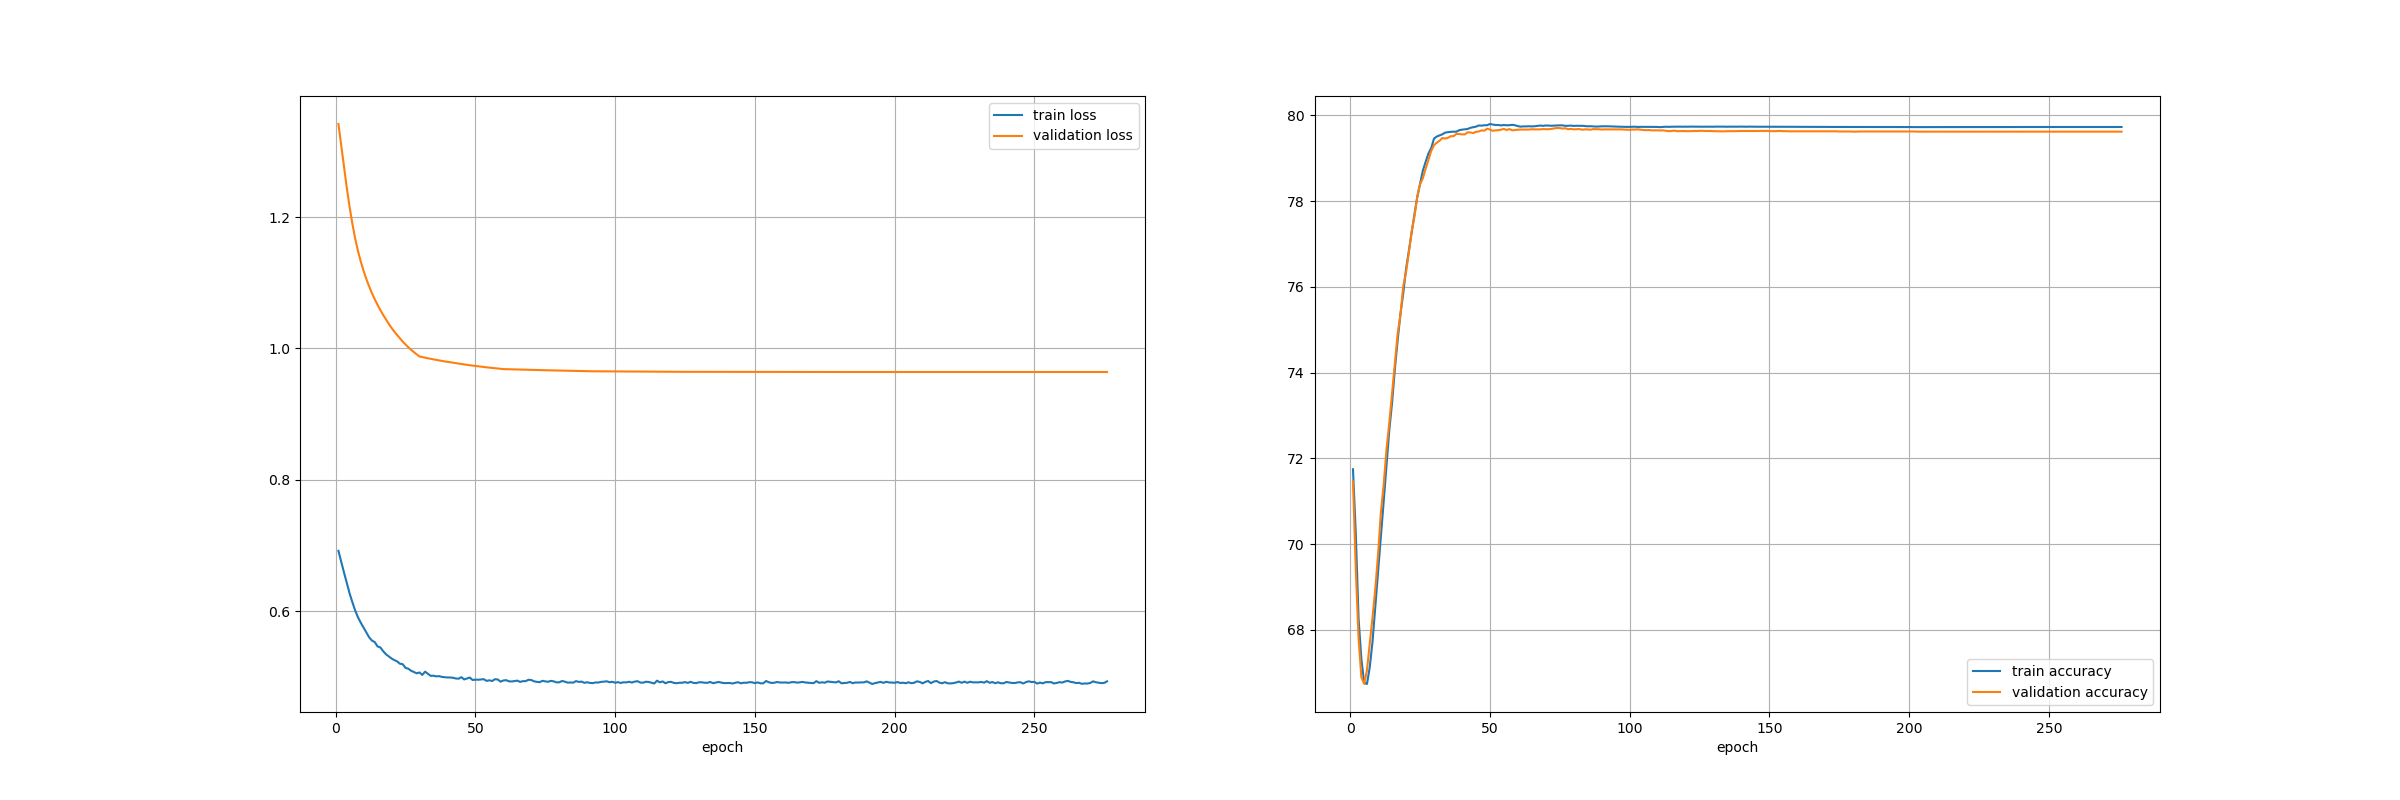 train loss
validation loss
1.2
1.0
0.8
0.6
0 50 100 150 200 250
epoch
80
78
76
74
72
70
68
train accuracy
validation accuracy
0 50 100 150 200 250
epoch